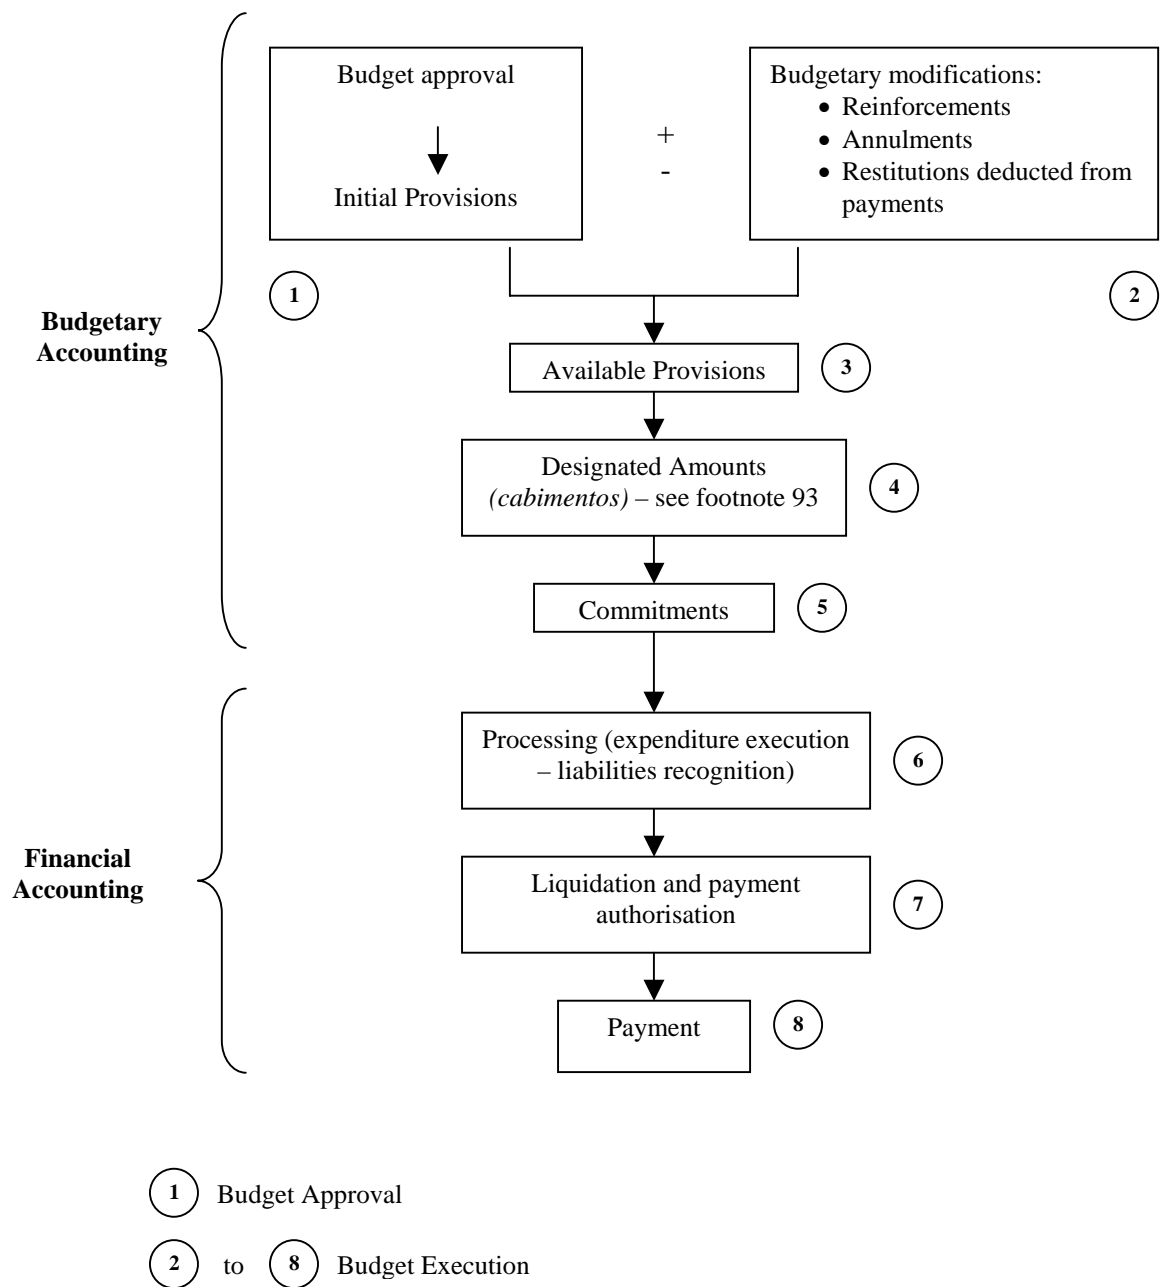 Budget approval
Initial Provisions
+
-
Budgetary modifications:
• Reinforcements
• Annulments
• Restitutions deducted from
payments
1
2
Budgetary
Accounting
Available Provisions
3
Designated Amounts
(cabimentos) – see footnote 93
4
Commitments
5
Processing (expenditure execution
– liabilities recognition)
6
Financial
Accounting
Liquidation and payment
authorisation
7
Payment
8
1 Budget Approval
2 to 8 Budget Execution